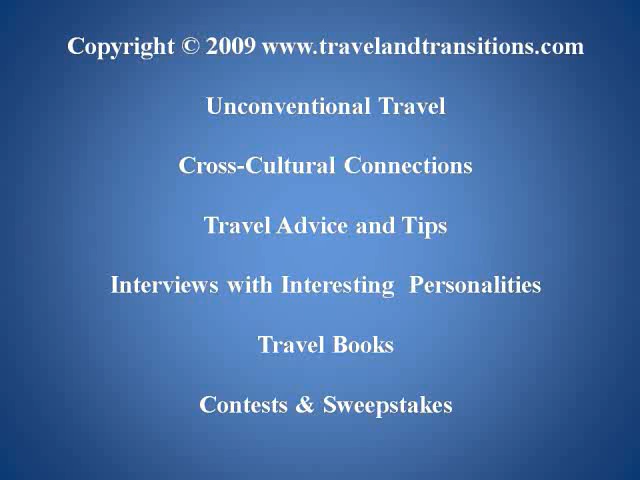 Copyright © 2009 www.travelandtransitions.com
Unconventional Travel
Cross-Cultural Connections
Travel Advice and Tips
Interviews with Interesting  Personalities
Travel Books
Contests & Sweepstakes